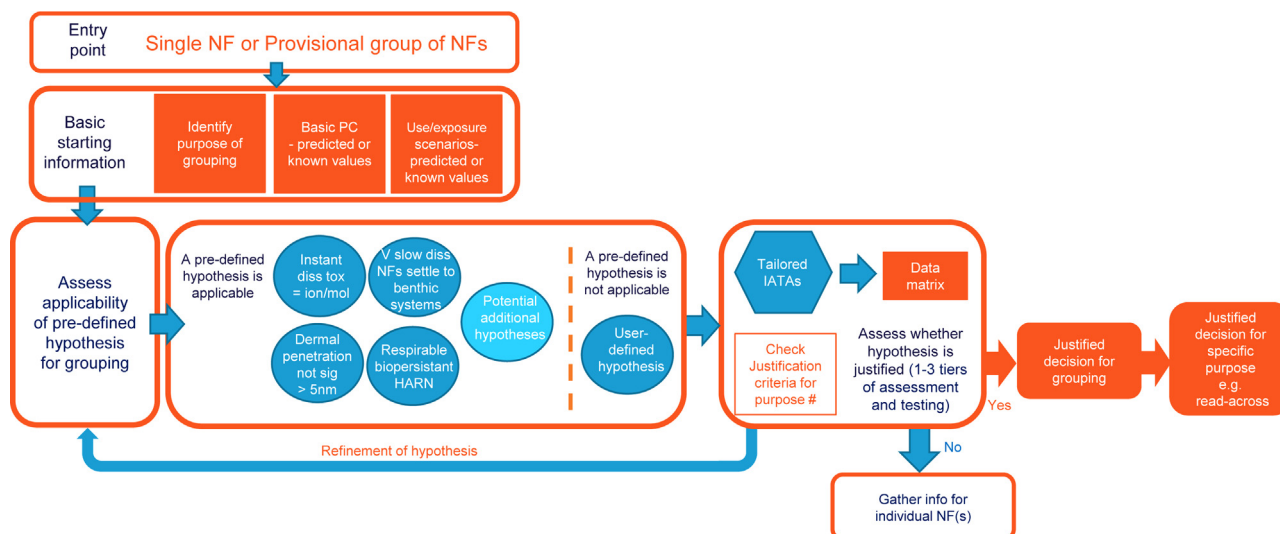 Entry
point
Single NF or Provisional group of NFs
Basic
starting
information
Identify
purpose of
grouping
Basic PC
- predicted or
known values
Use/exposure
scenarios-
predicted or
known values
Assess
applicability
of pre-defined
hypothesis
for grouping
A pre-defined
hypothesis is
applicable
Instant
diss tox
= ion/mol
V slow diss
NFs settle to
benthic
systems
Dermal
penetration
not sig
> 5nm
Respirable
biopersistant
HARN
Potential
additional
hypotheses
A pre-defined
hypothesis
is not
applicable
User-
defined
hypothesis
Tailored
IATAs
Data
matrix
Check
Justification
criteria for
purpose #
Assess whether
hypothesis is
justified (1-3 tiers
of assessment
and testing)
Yes
Justified
decision for
grouping
Justified
decision for
specific
purpose
e.g.
read-across
Refinement of hypothesis
No
Gather info for
individual NF(s)